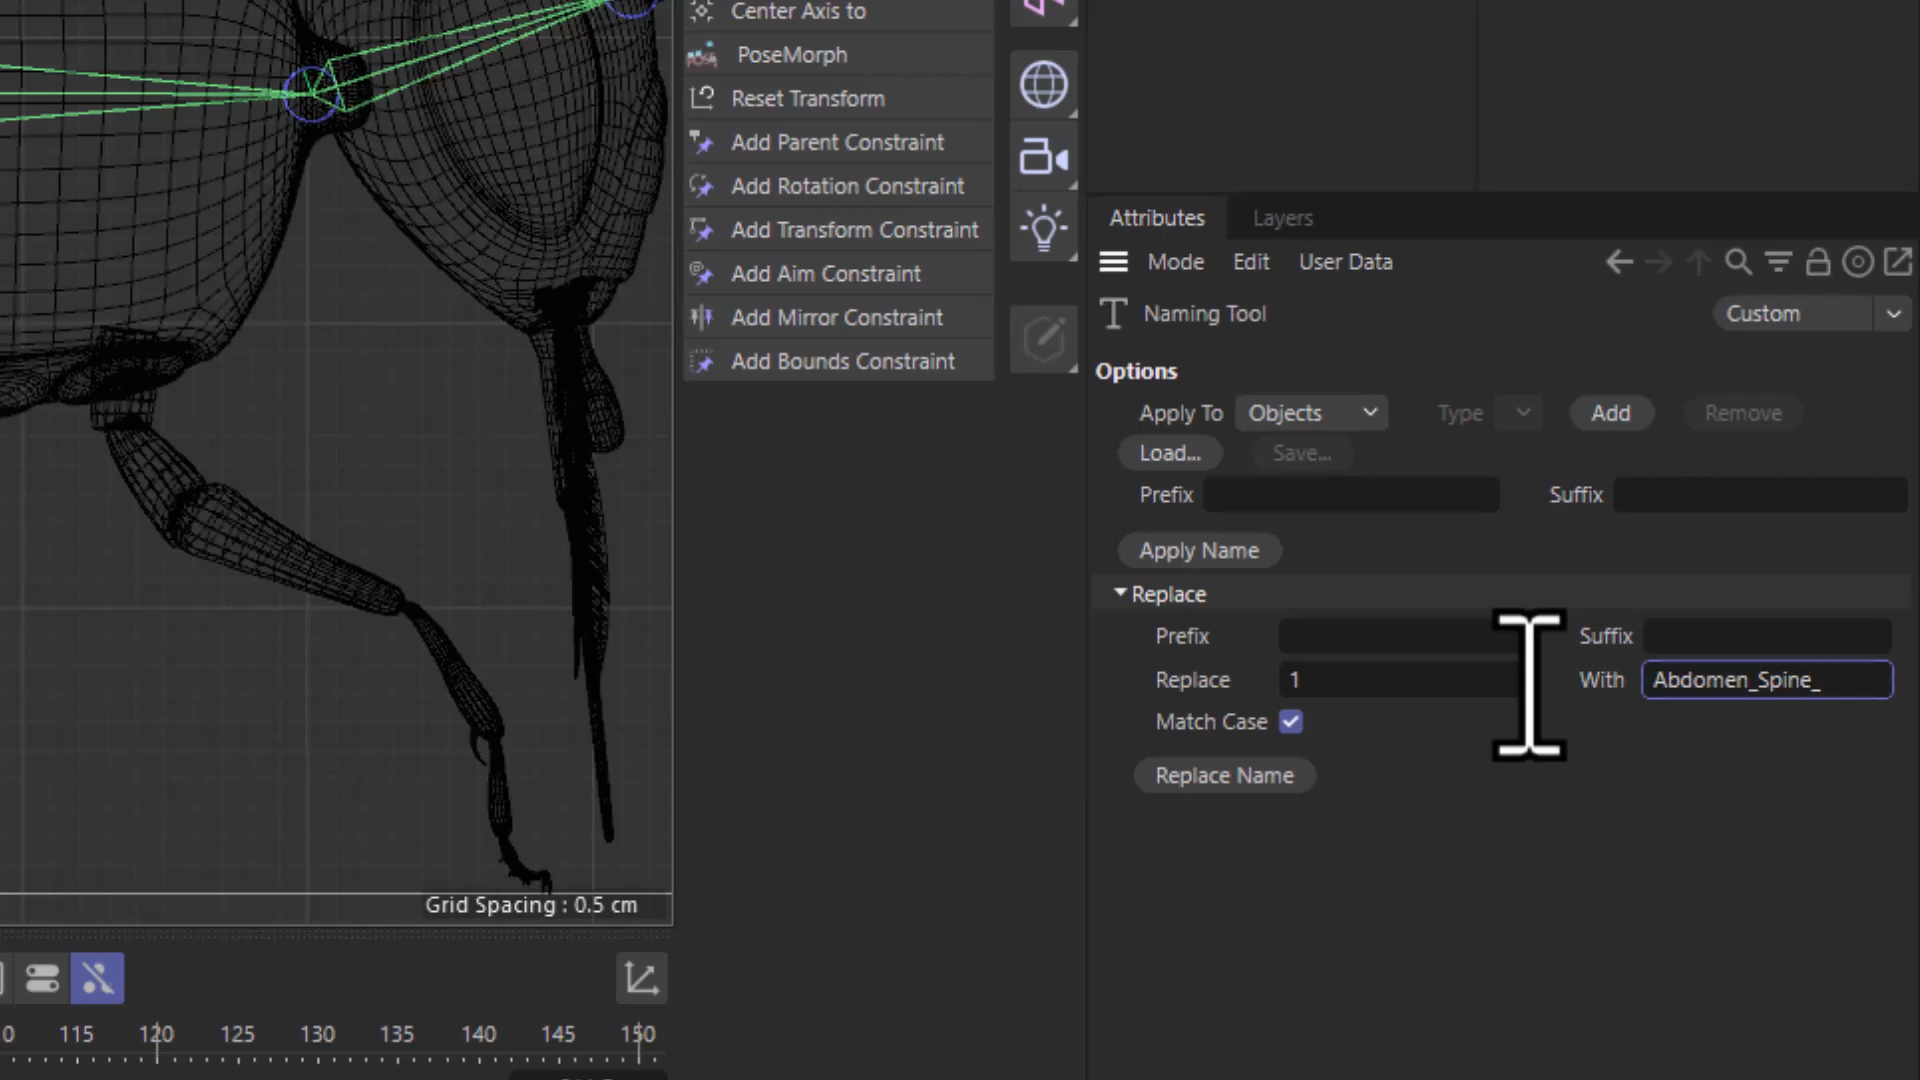 Center Axis to
PoseMorph
Reset Transform
Add Parent Constraint
Add Rotation Constraint
Add Transform Constraint
Add Aim Constraint
Add Mirror Constraint
Add Bounds Constraint
Attributes Layers
Mode Edit User Data
Naming Tool Custom
Options
Apply To Objects Type Add Remove
Load... Save...
Prefix Suffix
Apply Name
Replace
Prefix Suffix
Replace 1 With Abdomen_Spine_
Match Case
Replace Name
Grid Spacing : 0.5 cm
0 115 120 125 130 135 140 145 150